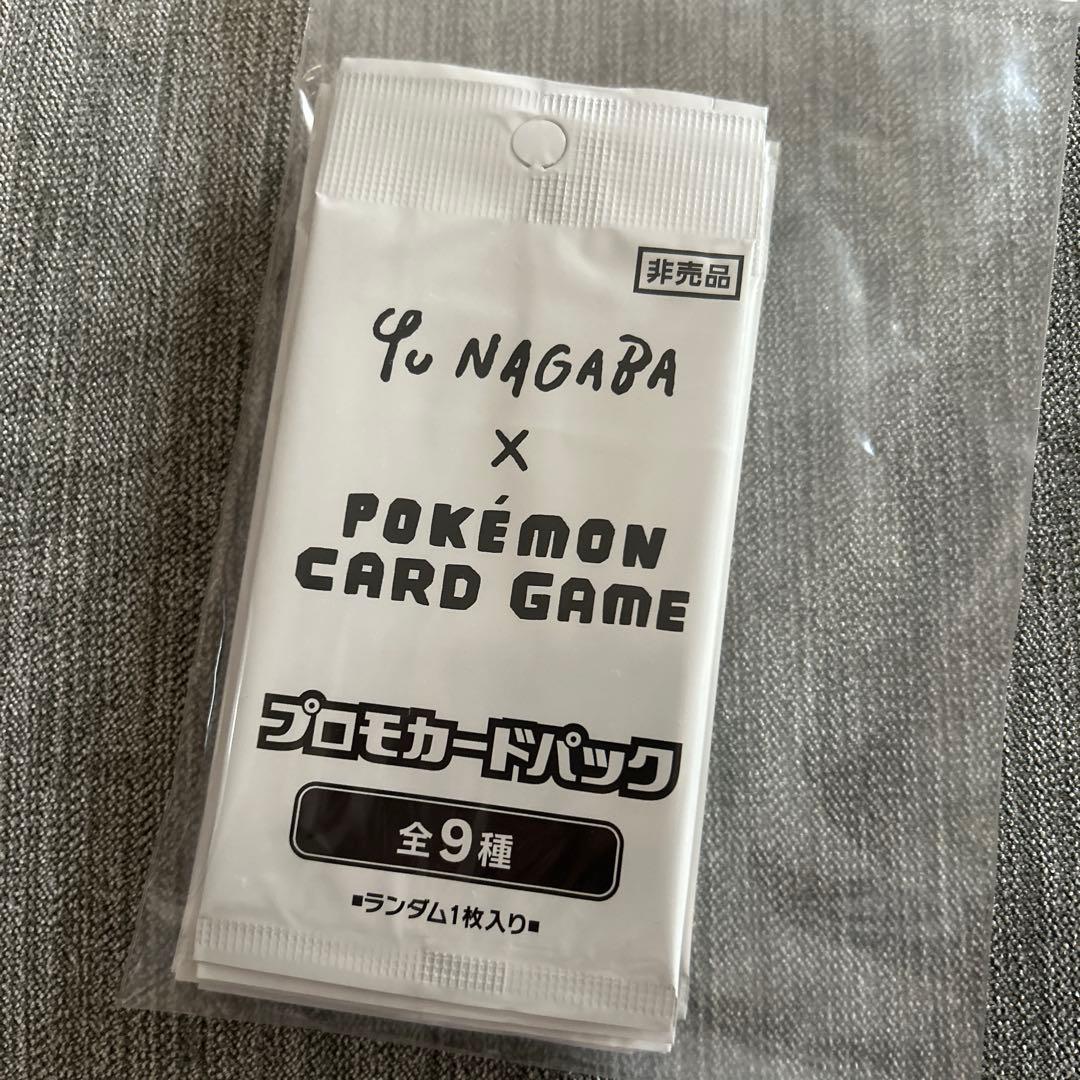 非売品
Yu NAGABA
×
POKÉMON
CARD GAME
プロモカードパック
全9種
■ランダム1枚入り■